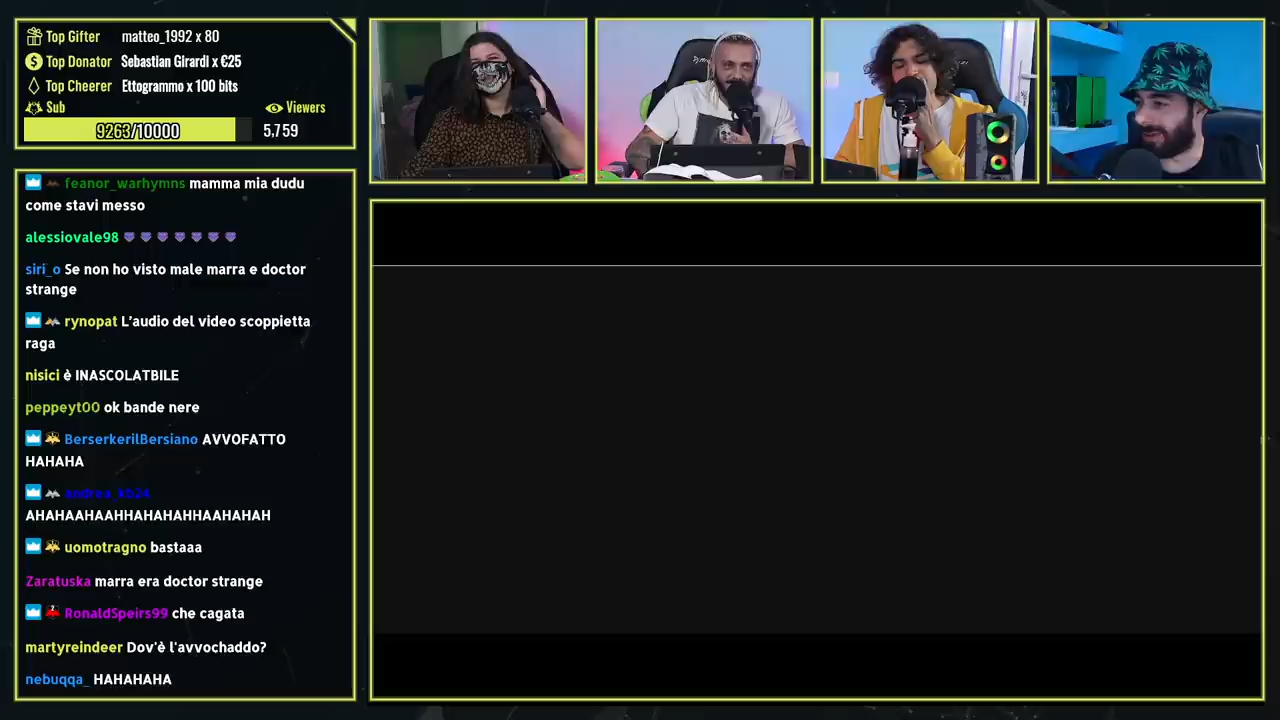 Top Gifter matteo_1992 x 80
Top Donator Sebastian Girardi x €25
Top Cheerer Ettogrammo x 100 bits
Sub Viewers
9263/10000 5,759
feanor_warhymns mamma mia dudu
come stavi messo
alessiovale98
siri_o Se non ho visto male marra e doctor
strange
rynopat L'audio del video scoppietta
raga
nisici è INASCOLATBILE
peppeyt00 ok bande nere
BerserkerilBersiano AVVOFATTO
HAHAHA
andrea_kb24
AHAHAAHAAHHAHAHAHHAAHAHAH
uomotragno bastaaa
Zaratuska marra era doctor strange
RonaldSpeirs99 che cagata
martyreindeer Dov'è l'avvochaddo?
nebuqqa_ HAHAHAHA